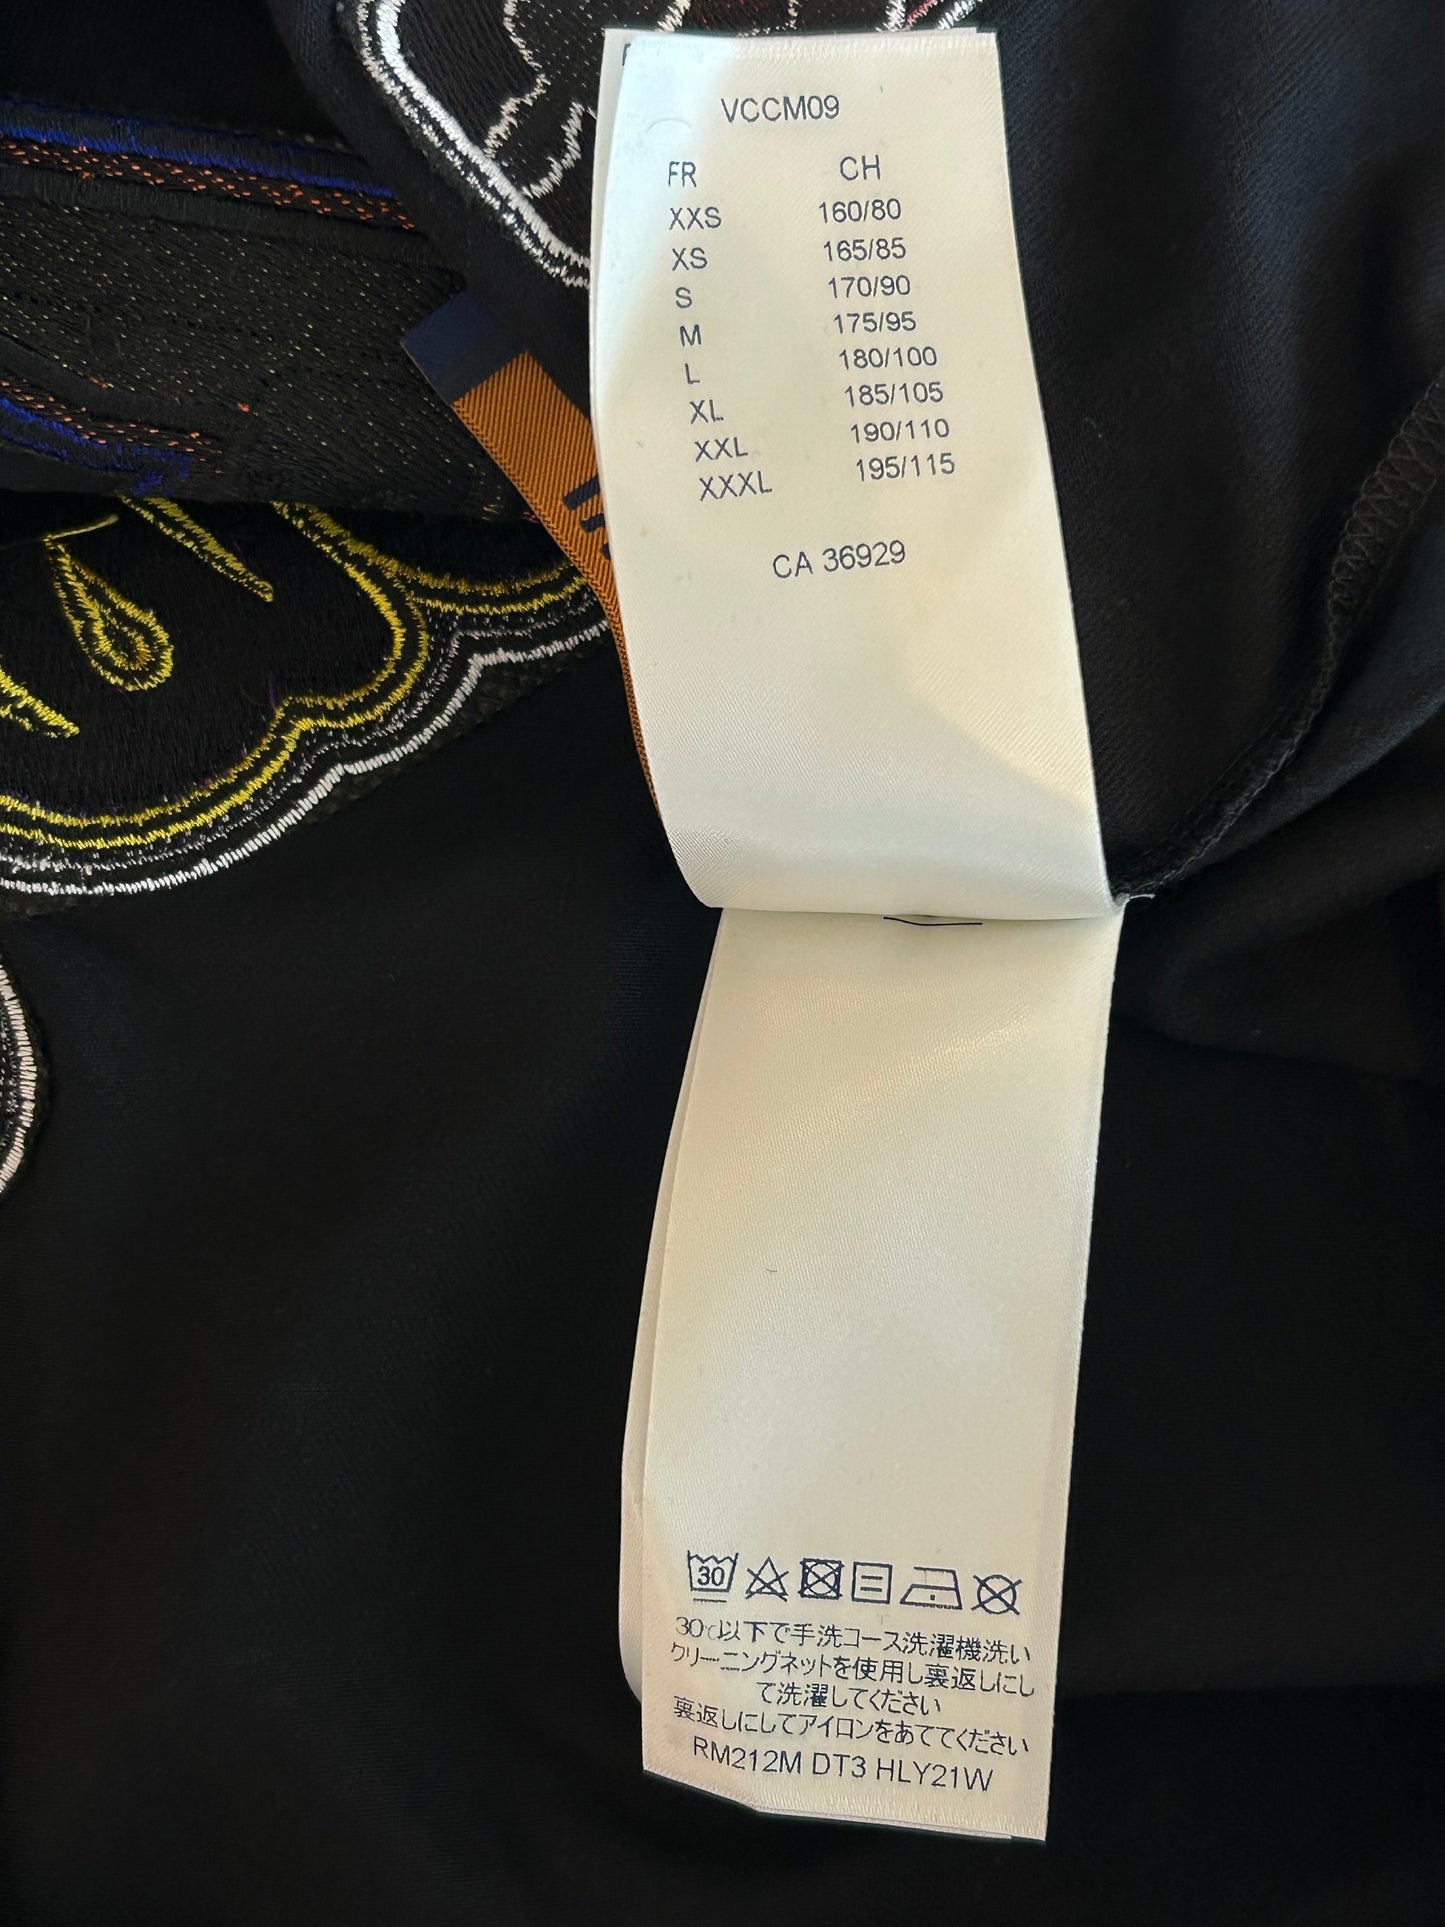 VCCM09
FR CH
XXS 160/80
XS 165/85
S 170/90
M 175/95
L 180/100
XL 185/105
XXL 190/110
XXXL 195/115
CA 36929
30
30℃以下で手洗コース洗濯機洗い
クリーニングネットを使用し裏返しにし
て洗濯してください
裏返しにしてアイロンをあててください
RM212M DT3 HLY21W